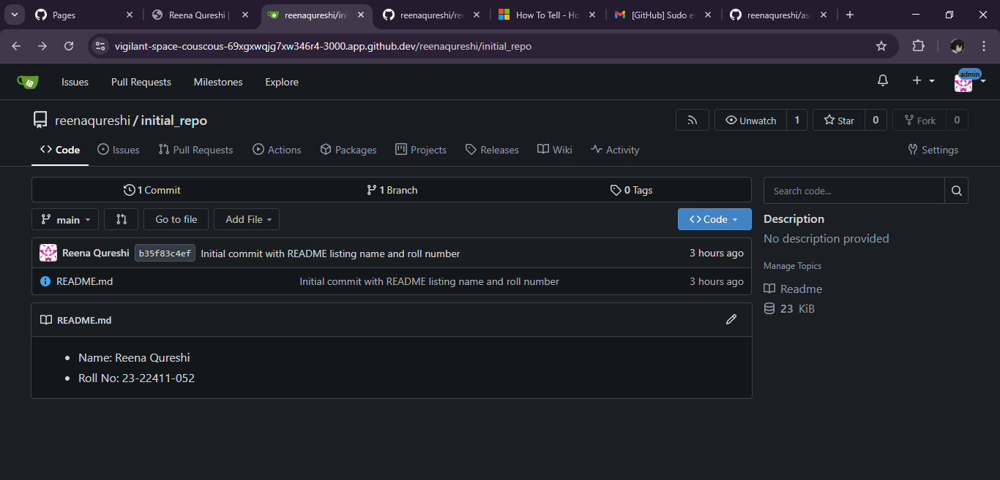 Pages
Reena Qureshi |
reenaqureshi/ini
reenaqureshi/re
How To Tell - Ho
[GitHub] Sudo e
reenaqureshi/as
vigilant-space-couscous-69xgxwqjg7xw346r4-3000.app.github.dev/reenaqureshi/initial_repo
Issues Pull Requests Milestones Explore
admin
reenaqureshi / initial_repo
Unwatch 1 Star 0 Fork 0
Code Issues Pull Requests Actions Packages Projects Releases Wiki Activity Settings
1 Commit 1 Branch 0 Tags
Search code...
main Go to file Add File Code
Description
No description provided
Reena Qureshi b35f83c4ef Initial commit with README listing name and roll number 3 hours ago
Manage Topics
README.md Initial commit with README listing name and roll number 3 hours ago
Readme
23 KiB
README.md
Name: Reena Qureshi
Roll No: 23-22411-052